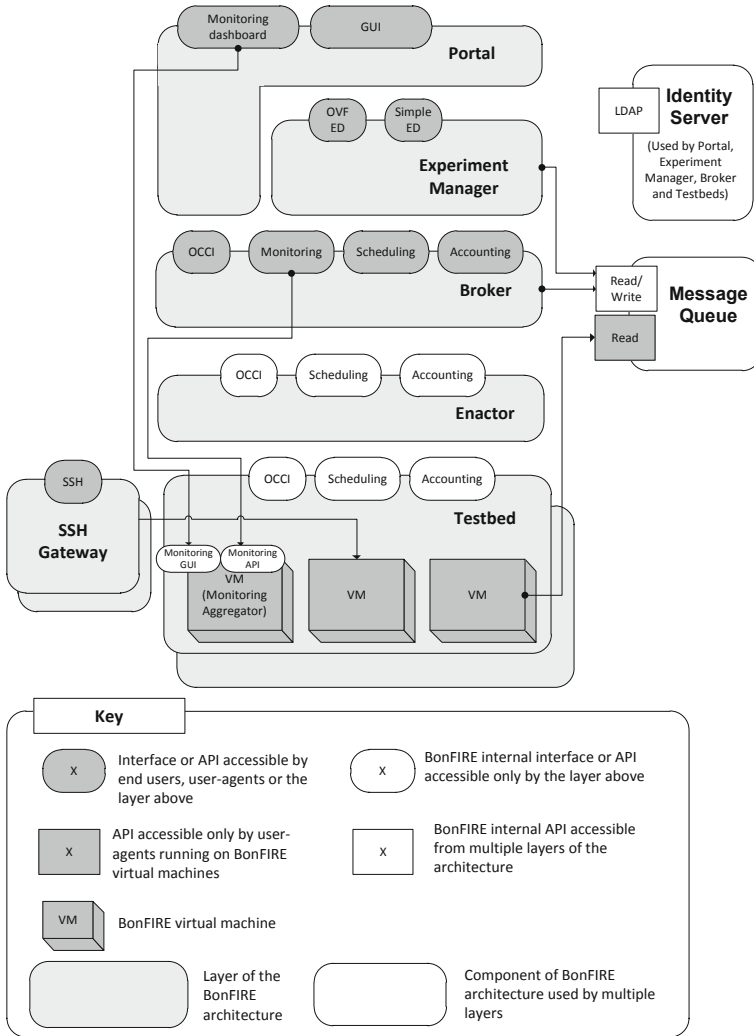 Monitoring
dashboard
GUI
Portal
OVF
ED
Simple
ED
Experiment
Manager
LDAP
Identity
Server
(Used by Portal,
Experiment
Manager, Broker
and Testbeds)
OCCI
Monitoring
Scheduling
Accounting
Broker
Read/
Write
Read
Message
Queue
OCCI
Scheduling
Accounting
Enactor
SSH
SSH
Gateway
OCCI
Scheduling
Accounting
Testbed
Monitoring
GUI
Monitoring
API
VM
(Monitoring
Aggregator)
VM
VM
Key
X
Interface or API accessible by
end users, user-agents or the
layer above
X
BonFIRE internal interface or API
accessible only by the layer above
X
API accessible only by user-
agents running on BonFIRE
virtual machines
X
BonFIRE internal API accessible
from multiple layers of the
architecture
VM
BonFIRE virtual machine
Layer of the
BonFIRE
architecture
Component of BonFIRE
architecture used by multiple
layers